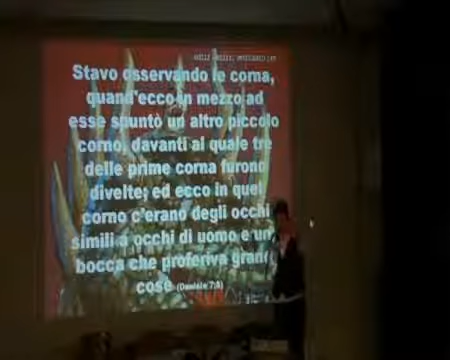 Stavo osservando le corna,
quand'ecco in mezzo ad
esse spuntò un altro piccolo
corno, davanti al quale tre
delle prime corna furono
divelte; ed ecco in quel
corno c'erano degli occhi
simili a occhi di uomo e una
bocca che proferiva grandi
cose (Daniele 7:8)